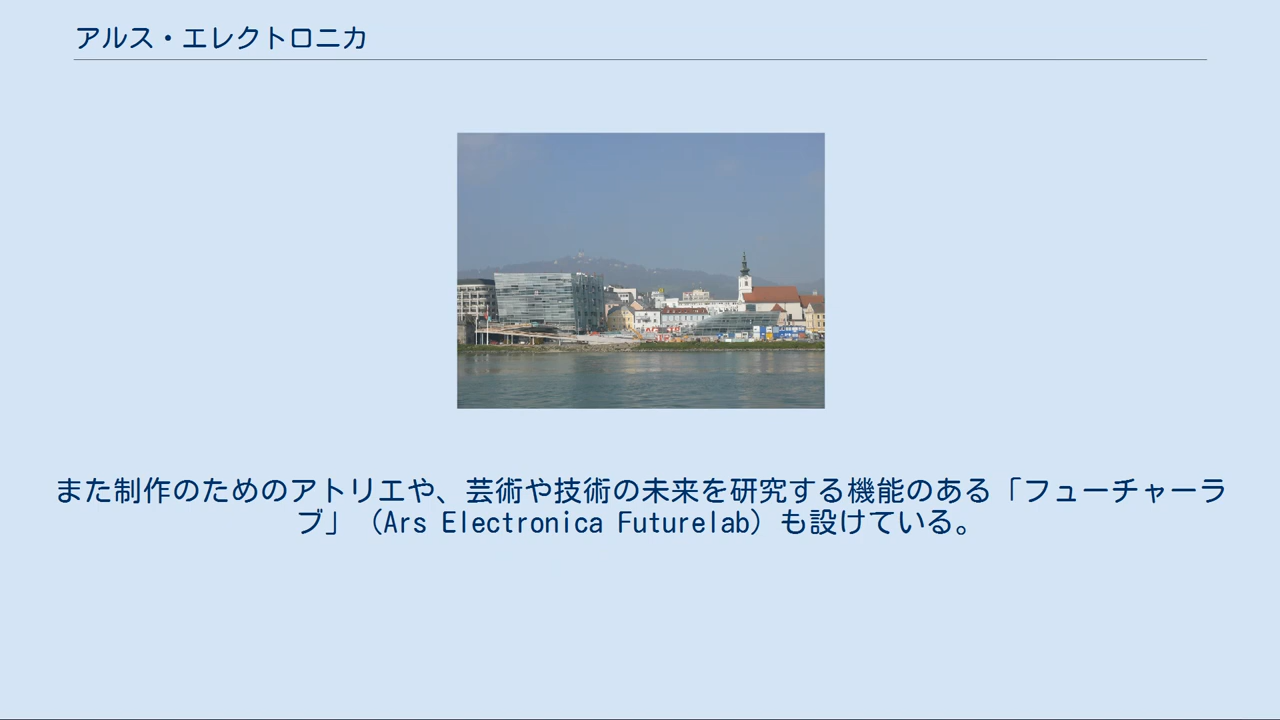 アルス・エレクトロニカ
また制作のためのアトリエや、芸術や技術の未来を研究する機能のある「フューチャーラ
ブ」（Ars Electronica Futurelab）も設けている。